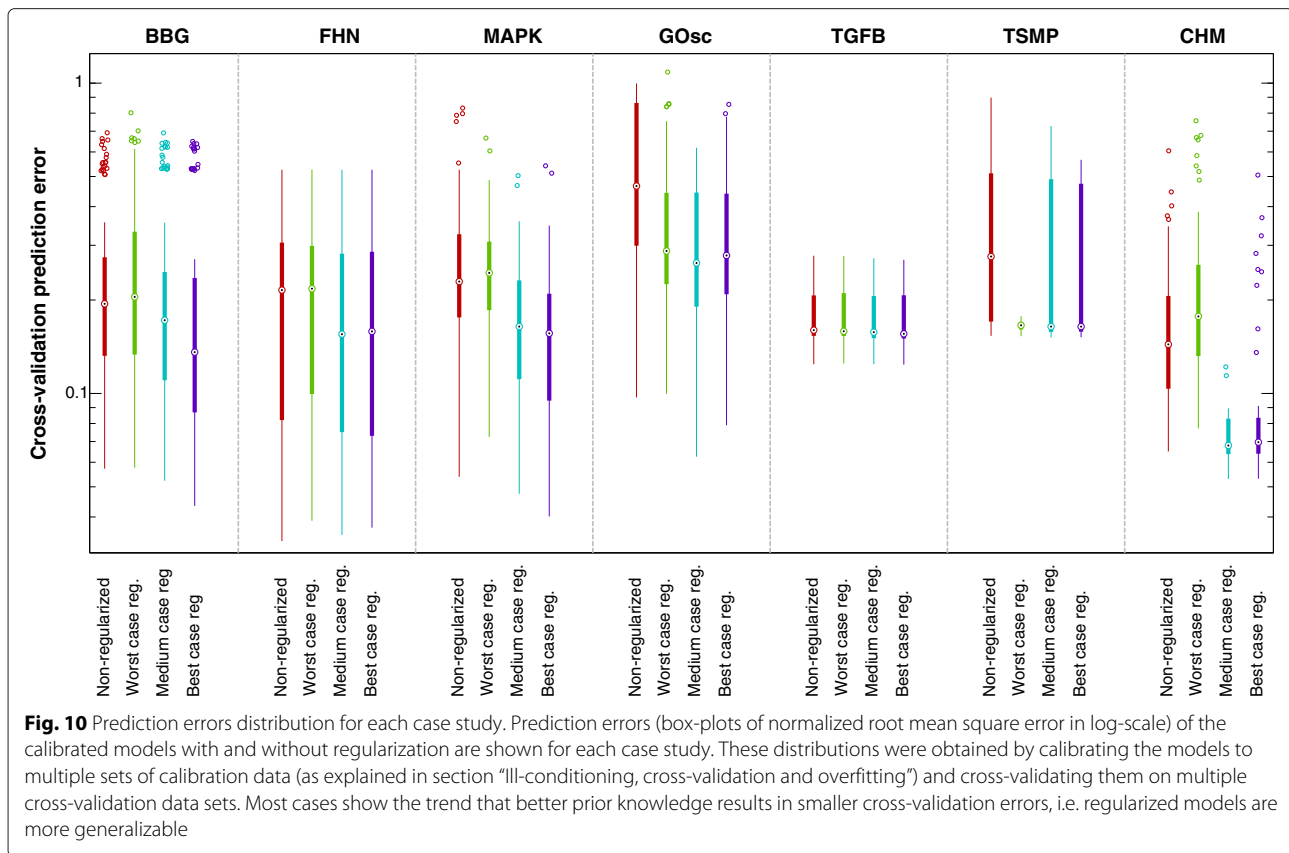 BBG FHN MAPK GOsc TGFB TSMP CHM
1
0.1
Cross-validation prediction error
Non-regularized
Worst case reg.
Medium case reg
Best case reg
Non-regularized
Worst case reg.
Medium case reg.
Best case reg.
Non-regularized
Worst case reg.
Medium case reg.
Best case reg.
Non-regularized
Worst case reg.
Medium case reg.
Best case reg.
Non-regularized
Worst case reg.
Medium case reg.
Best case reg.
Non-regularized
Worst case reg.
Medium case reg.
Best case reg.
Non-regularized
Worst case reg.
Medium case reg.
Best case reg.
Fig. 10 Prediction errors distribution for each case study. Prediction errors (box-plots of normalized root mean square error in log-scale) of the
calibrated models with and without regularization are shown for each case study. These distributions were obtained by calibrating the models to
multiple sets of calibration data (as explained in section “Ill-conditioning, cross-validation and overfitting”) and cross-validating them on multiple
cross-validation data sets. Most cases show the trend that better prior knowledge results in smaller cross-validation errors, i.e. regularized models are
more generalizable